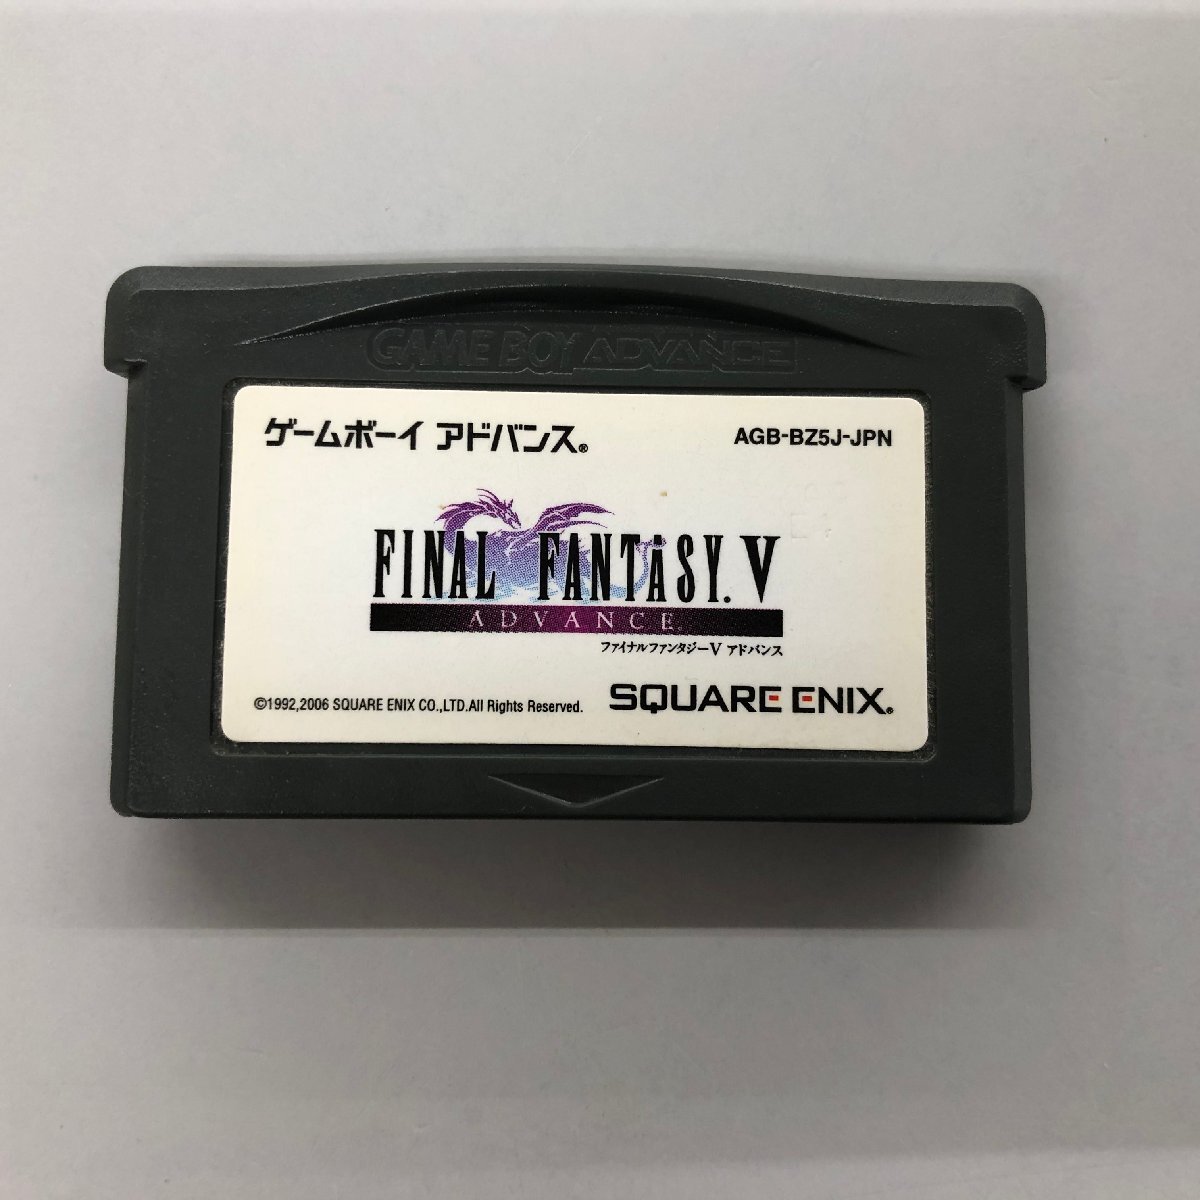 GAME BOY ADVANCE
ゲームボーイ アドバンス®
AGB-BZ5J-JPN
FINAL FANTASY. V
ADVANCE
ファイナルファンタジーV アドバンス
©1992,2006 SQUARE ENIX CO.,LTD.All Rights Reserved.
SQUARE ENIX®